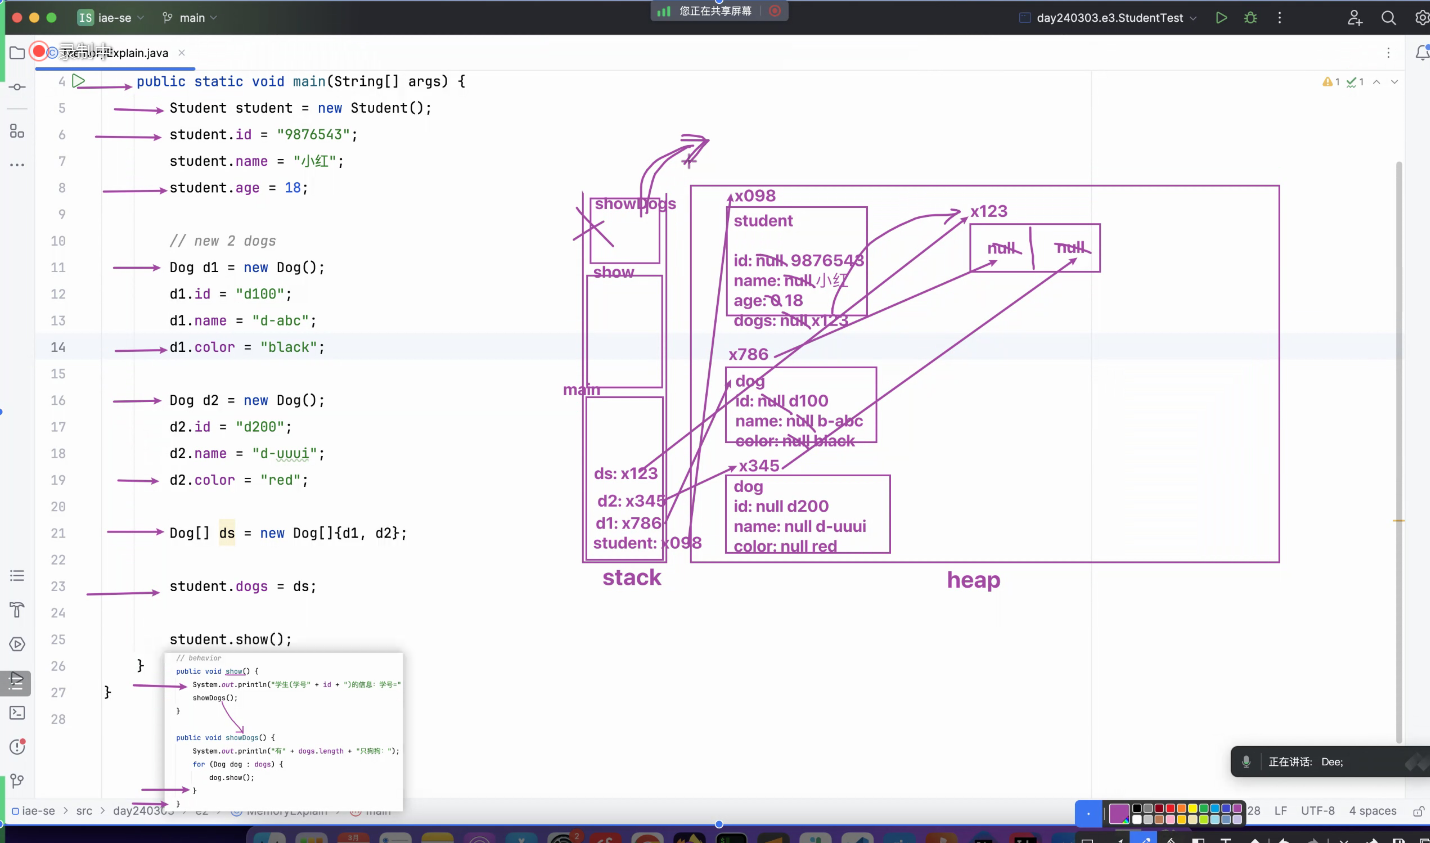 IS iae-se main
您正在共享屏幕
day240303.e3.StudentTest
录制中
Explain.java
4 public static void main(String[] args) {
5 Student student = new Student();
6 student.id = "9876543";
7 student.name = "小红";
8 student.age = 18;
9
10 // new 2 dogs
11 Dog d1 = new Dog();
12 d1.id = "d100";
13 d1.name = "d-abc";
14 d1.color = "black";
15
16 Dog d2 = new Dog();
17 d2.id = "d200";
18 d2.name = "d-uuui";
19 d2.color = "red";
20
21 Dog[] ds = new Dog[]{d1, d2};
22
23 student.dogs = ds;
24
25 student.show();
26 }
27 }
28
1 1
// behavior
public void show() {
System.out.println("学生(学号" + id + ")的信息: 学号="
showDogs();
}
public void showDogs() {
System.out.println("有" + dogs.length + "只狗狗: ");
for (Dog dog : dogs) {
dog.show();
}
}
showDogs
show
main
ds: x123
d2: x345
d1: x786
student: x098
stack
x098
student
id: null 9876543
name: null 小红
age: 0 18
dogs: null x123
x123
null null
x786
dog
id: null d100
name: null b-abc
color: null black
x345
dog
id: null d200
name: null d-uuui
color: null red
heap
正在讲话: Dee;
iae-se > src > day240303 > e2 > MemoryExplain > main
28 LF UTF-8 4 spaces